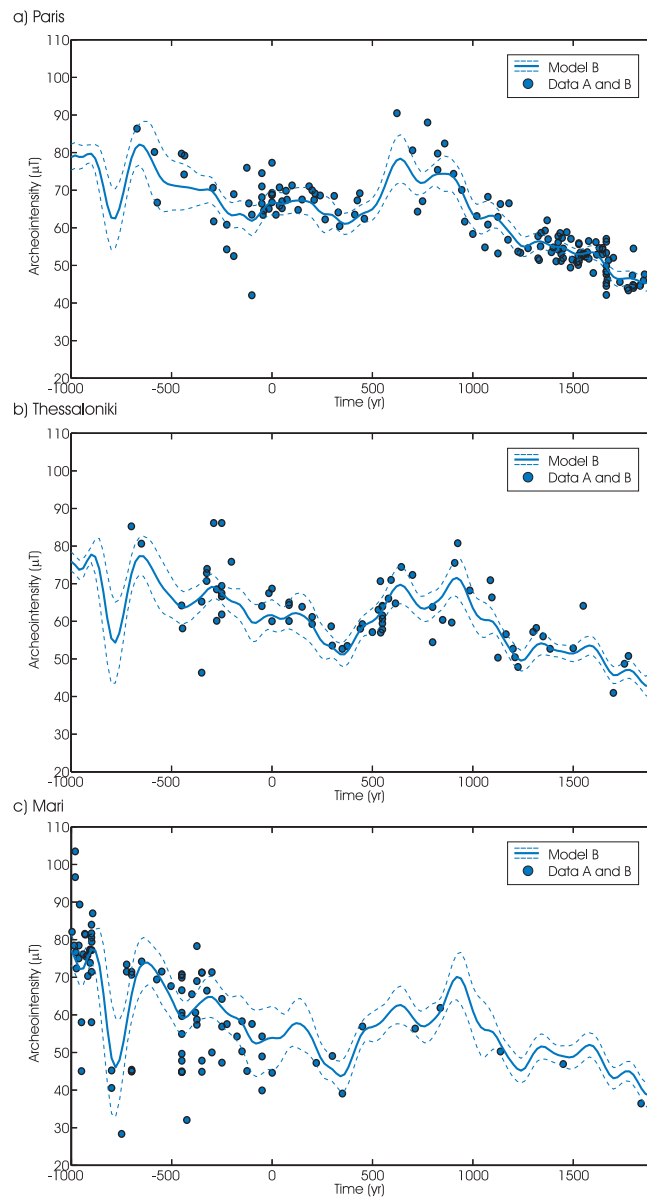 a) Paris
110
100
90
80
70
60
50
40
30
20
Archeointensity (μT)
Model B
Data A and B
-1000 -500 0 500 1000 1500
Time (yr)
b) Thessaloniki
110
100
90
80
70
60
50
40
30
20
Archeointensity (μT)
Model B
Data A and B
-1000 -500 0 500 1000 1500
Time (yr)
c) Mari
110
100
90
80
70
60
50
40
30
20
Archeointensity (μT)
Model B
Data A and B
-1000 -500 0 500 1000 1500
Time (yr)